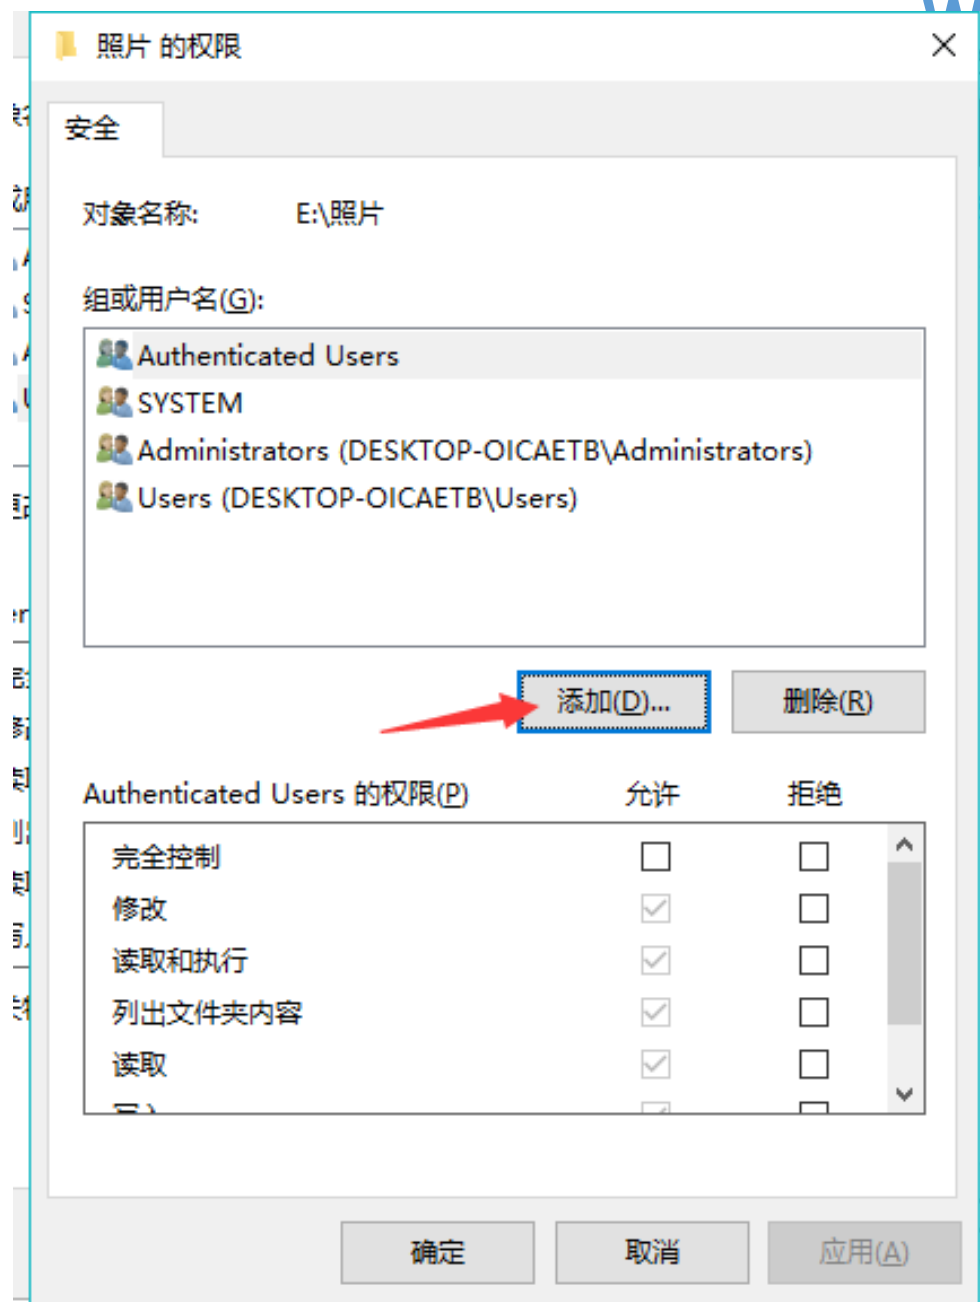 照片 的权限
安全
对象名称: E:\照片
组或用户名(G):
Authenticated Users
SYSTEM
Administrators (DESKTOP-OICAETB\Administrators)
Users (DESKTOP-OICAETB\Users)
添加(D)... 删除(R)
Authenticated Users 的权限(P) 允许 拒绝
完全控制
修改
读取和执行
列出文件夹内容
读取
确定 取消 应用(A)